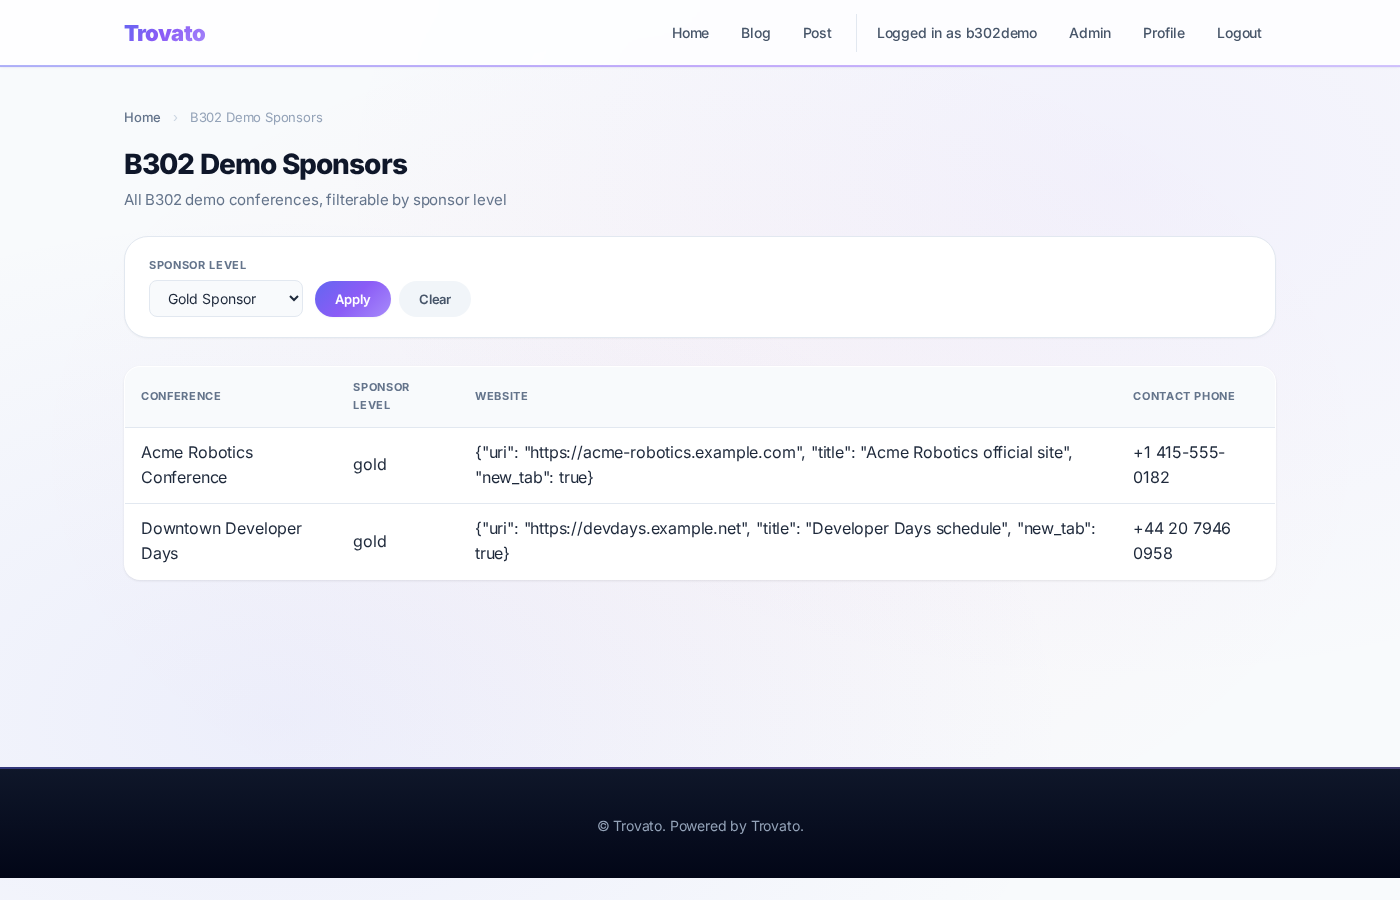 Trovato
Home Blog Post Logged in as b302demo Admin Profile Logout
Home › B302 Demo Sponsors
B302 Demo Sponsors
All B302 demo conferences, filterable by sponsor level
SPONSOR LEVEL
Gold Sponsor Apply Clear
CONFERENCE SPONSOR LEVEL WEBSITE CONTACT PHONE
Acme Robotics Conference gold {"uri": "https://acme-robotics.example.com", "title": "Acme Robotics official site", "new_tab": true} +1 415-555-0182
Downtown Developer Days gold {"uri": "https://devdays.example.net", "title": "Developer Days schedule", "new_tab": true} +44 20 7946 0958
© Trovato. Powered by Trovato.